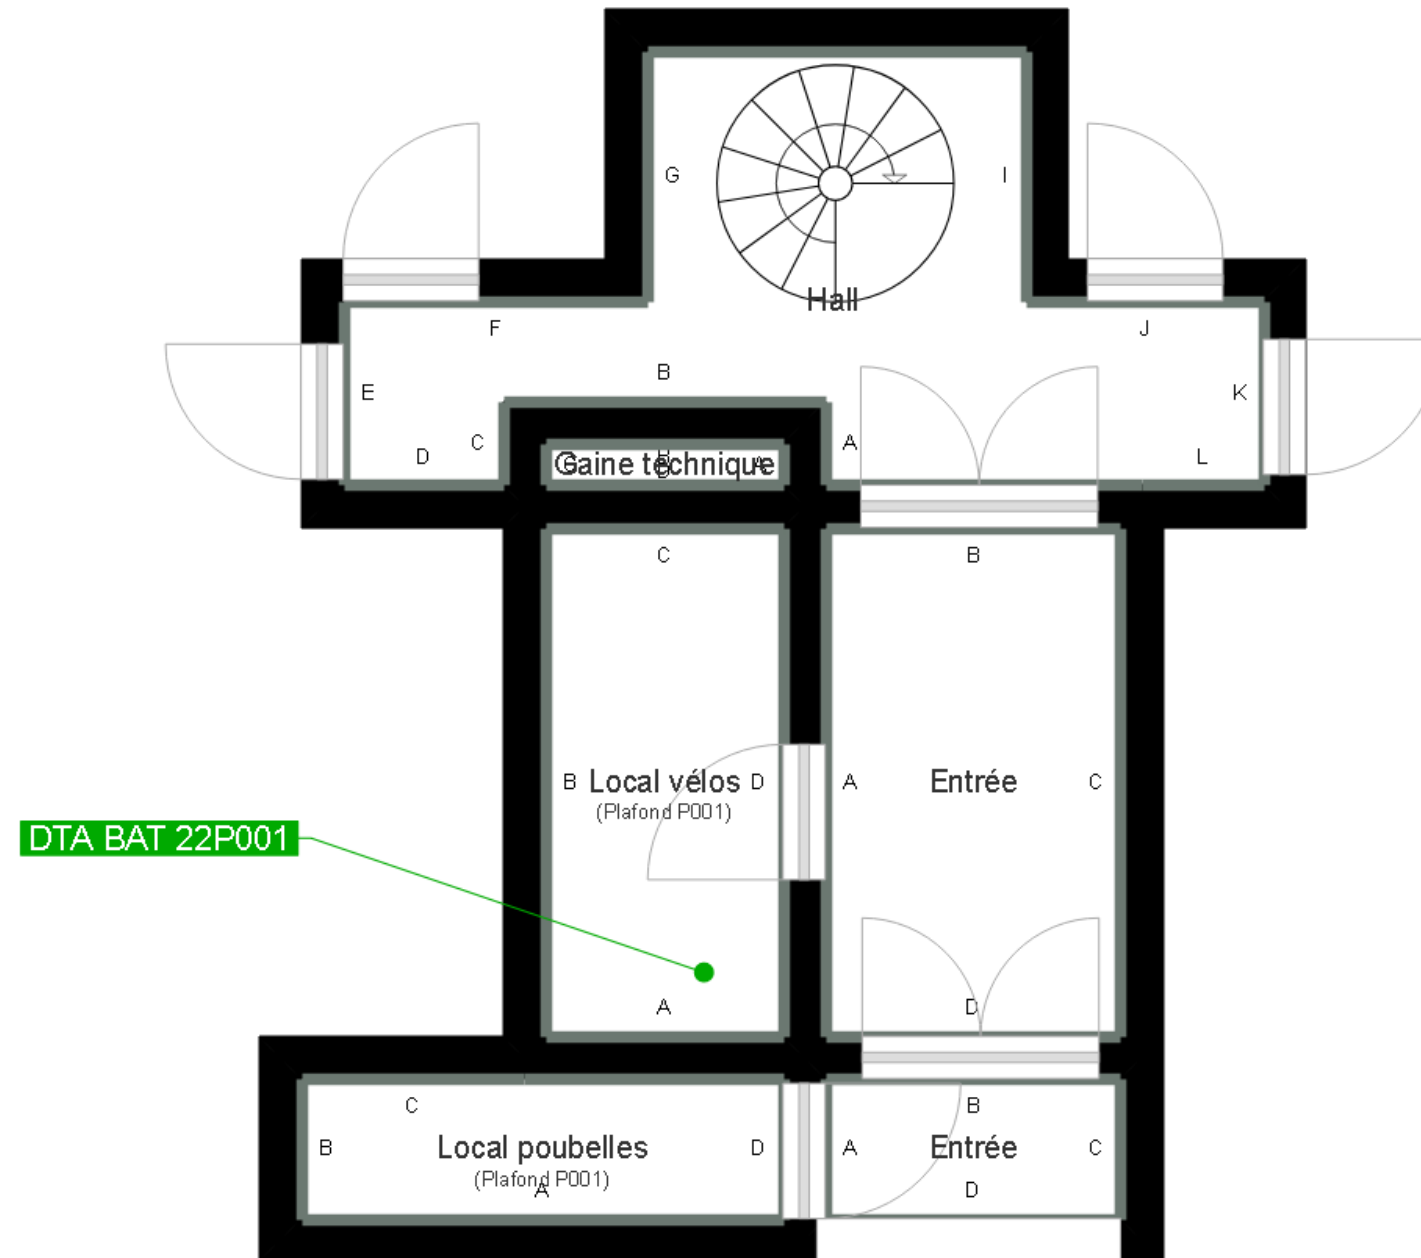 G
I
Hall
F
J
B
E
K
C
A
D
L
Gaine technique
A
C
B
B
Local vélos
D
A
Entrée
C
(Plafond P001)
DTA BAT 22P001
A
D
C
B
B
Local poubelles
D
A
Entrée
C
(Plafond P001)
A
D